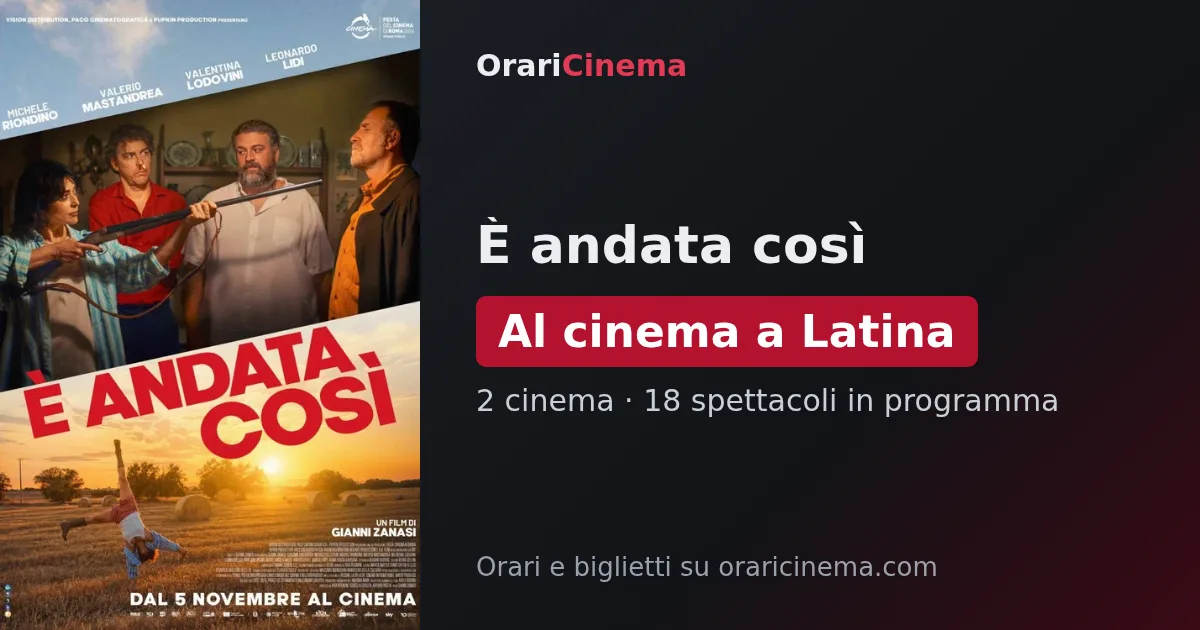 VISION DISTRIBUTION, PACO CINEMATOGRAFICA E PUPKIN PRODUCTION PRESENTANO
FESTA
DEL CINEMA
DI ROMA
MICHELE
RIONDINO
VALERIO
MASTANDREA
VALENTINA
LODOVINI
LEONARDO
LIDI
È ANDATA
COSÌ
UN FILM DI
GIANNI ZANASI
DAL 5 NOVEMBRE AL CINEMA
OrariCinema
È andata così
Al cinema a Latina
2 cinema · 18 spettacoli in programma
Orari e biglietti su oraricinema.com